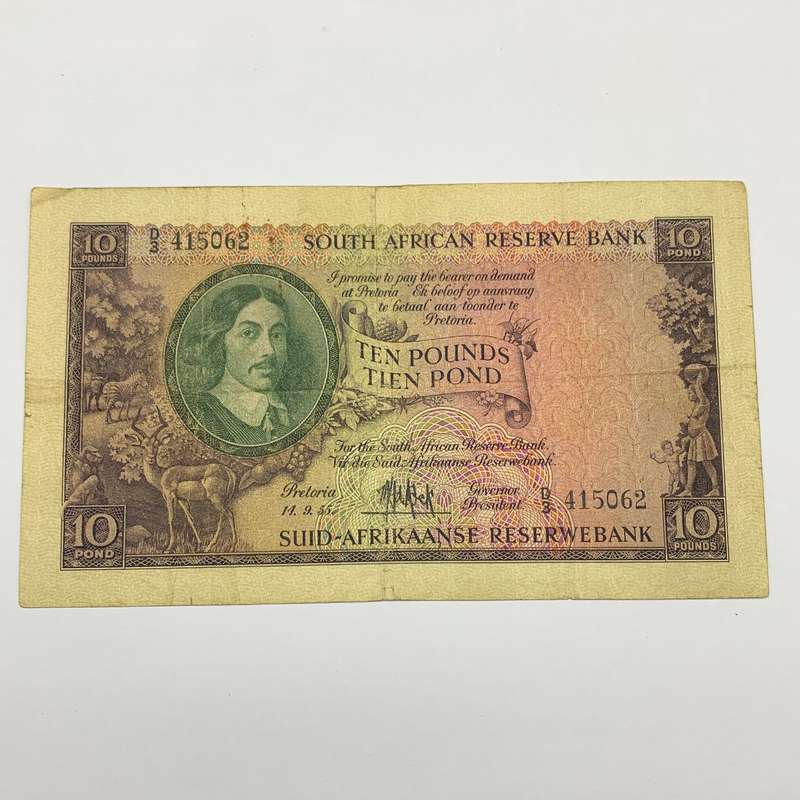 10 POUNDS
D/3 415062
SOUTH AFRICAN RESERVE BANK
10 POND
I promise to pay the bearer on demand
at Pretoria Ek beloof op aanvraag
te betaal aan toonder te
Pretoria.
TEN POUNDS
TIEN POND
For the South African Reserve Bank.
Vir die Suid-Afrikaanse Reserwebank
Pretoria
14.9.55.
Governor
President
D/3 415062
10 POND
SUID-AFRIKAANSE RESERWEBANK
10 POUNDS